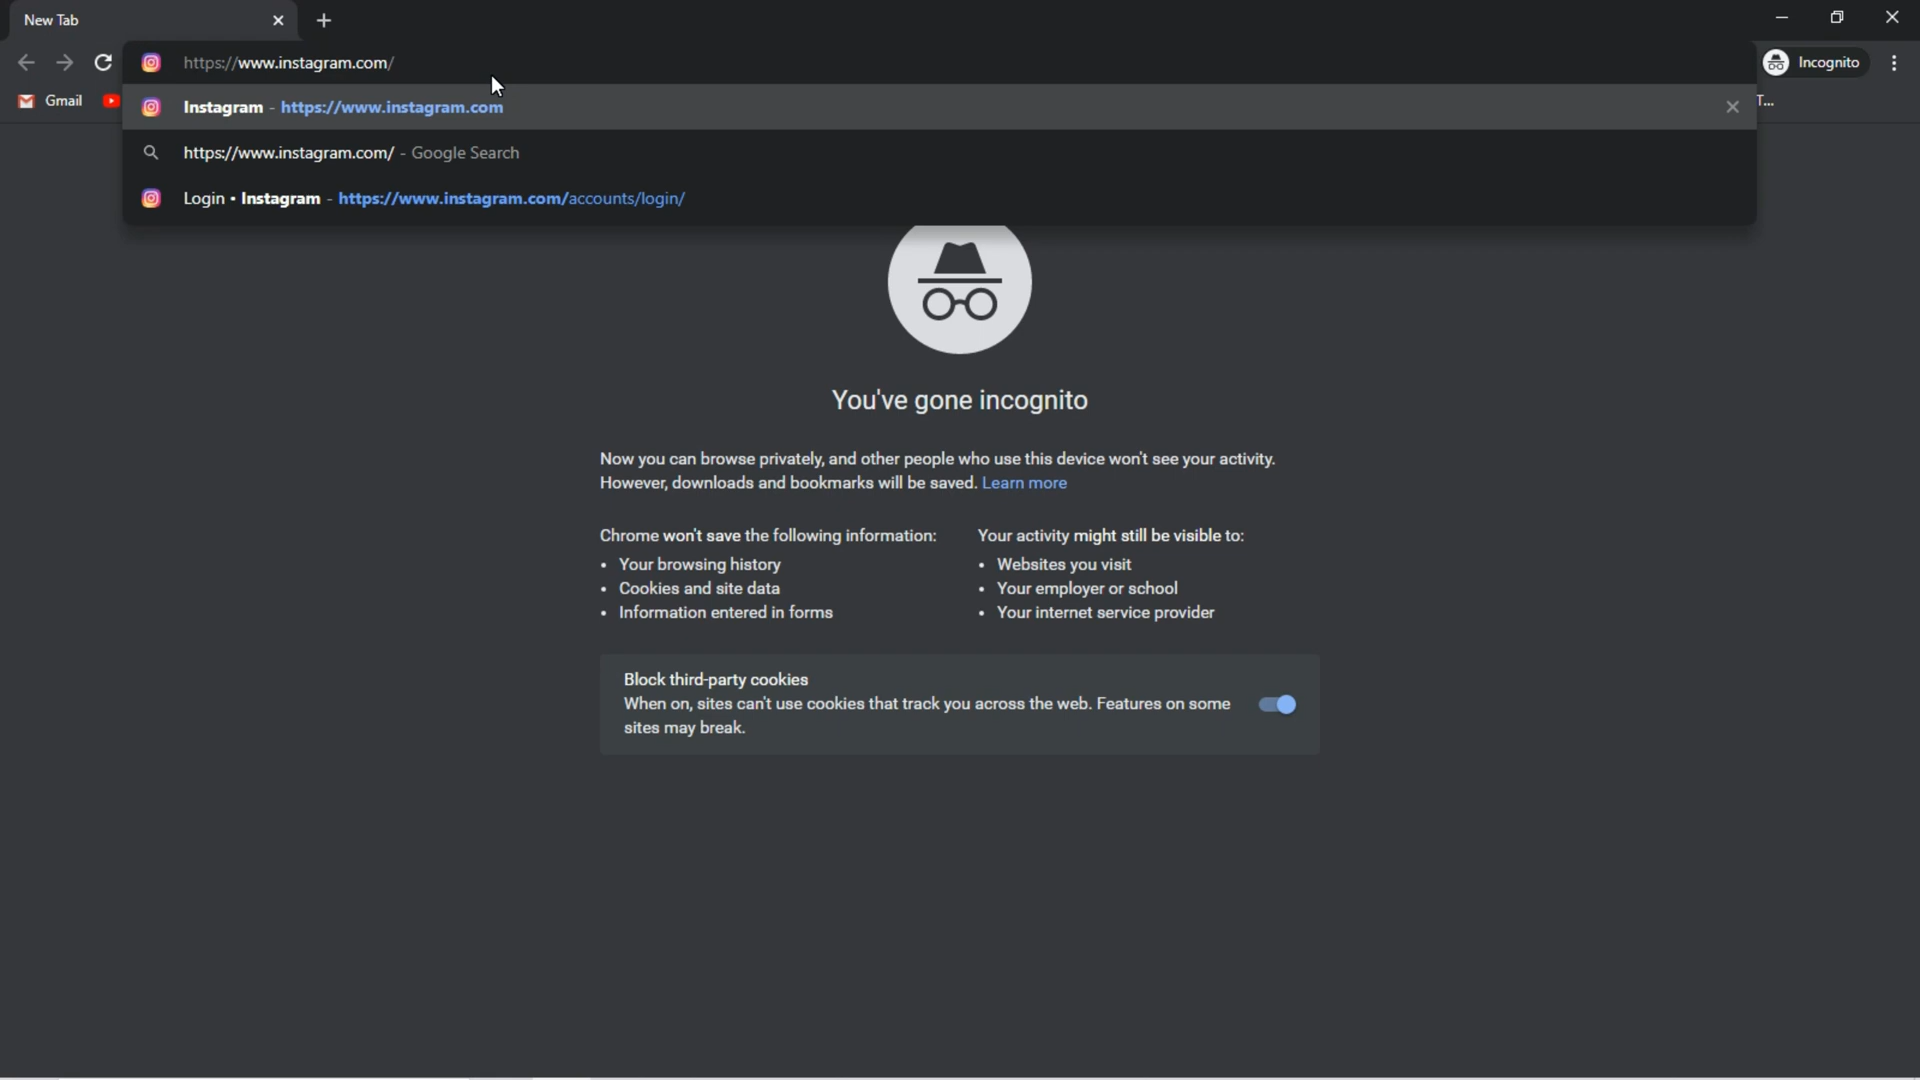 New Tab
https://www.instagram.com/
Incognito
Gmail
T...
Instagram - https://www.instagram.com
https://www.instagram.com/ - Google Search
Login • Instagram - https://www.instagram.com/accounts/login/
You've gone incognito
Now you can browse privately, and other people who use this device won't see your activity.
However, downloads and bookmarks will be saved. Learn more
Chrome won't save the following information:
• Your browsing history
• Cookies and site data
• Information entered in forms
Your activity might still be visible to:
• Websites you visit
• Your employer or school
• Your internet service provider
Block third-party cookies
When on, sites can't use cookies that track you across the web. Features on some
sites may break.